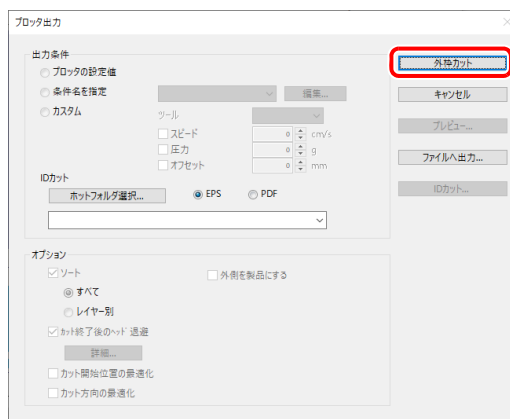 プロッタ出力
出力条件
プロッタの設定値
条件名を指定
編集...
カスタム
ツール
スピード
0
cm/s
圧力
0
g
オフセット
0
mm
IDカット
ホットフォルダ選択...
EPS
PDF
オプション
ソート
外側を製品にする
すべて
レイヤー別
カット終了後のヘッド退避
詳細...
カット開始位置の最適化
カット方向の最適化
外枠カット
キャンセル
プレビュー...
ファイルへ出力...
IDカット...